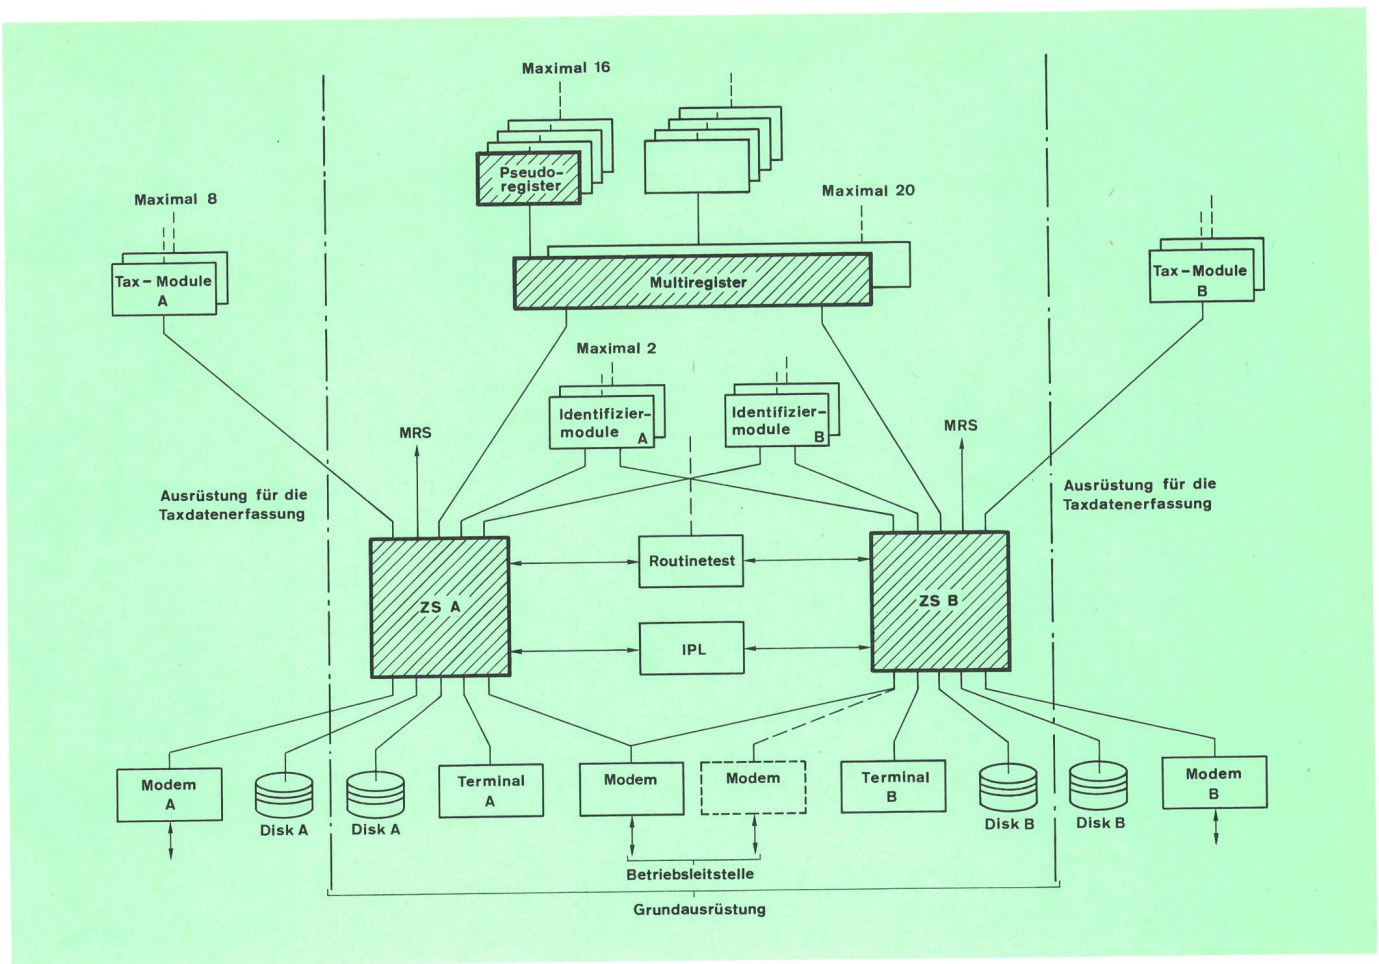 Maximal 16
Pseudo-
register
Maximal 20
Maximal 8
Tax-Module
A
Multiregister
Tax-Module
B
Maximal 2
Identifizier-
module A
Identifizier-
module B
MRS
MRS
Ausrüstung für die
Taxdatenerfassung
Ausrüstung für die
Taxdatenerfassung
Routinetest
ZS A
ZS B
IPL
Modem
A
Disk A
Disk A
Terminal
A
Modem
Modem
Terminal
B
Disk B
Disk B
Modem
B
Betriebsleitstelle
Grundausrüstung